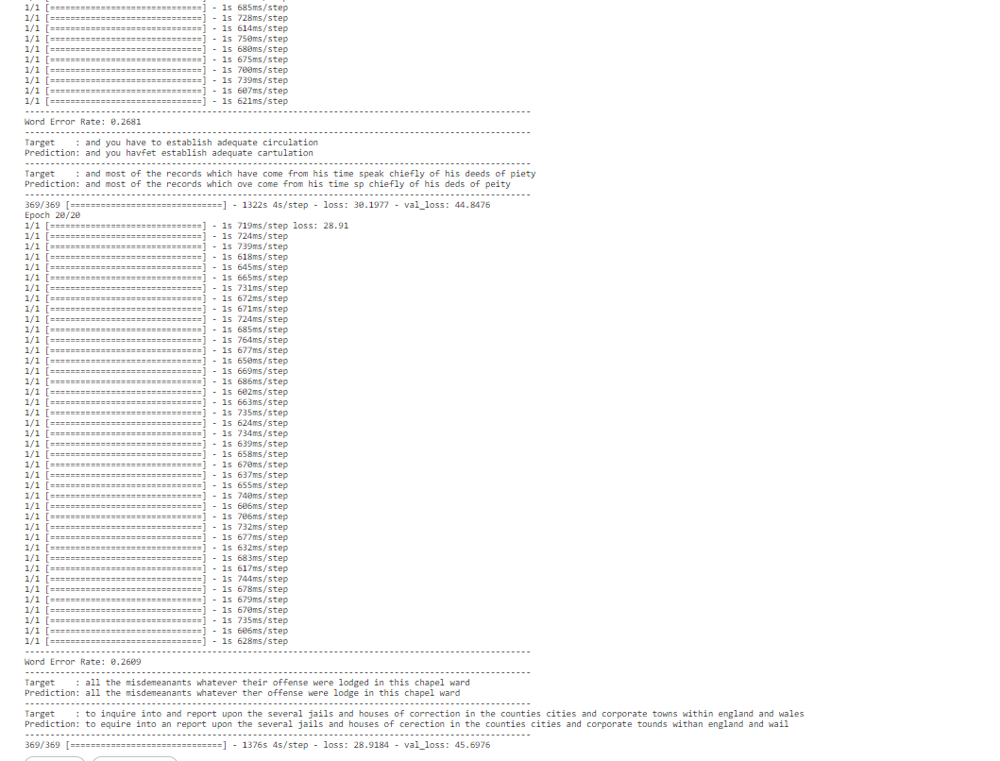 1/1 [==============================] - 1s 685ms/step
1/1 [==============================] - 1s 728ms/step
1/1 [==============================] - 1s 614ms/step
1/1 [==============================] - 1s 750ms/step
1/1 [==============================] - 1s 680ms/step
1/1 [==============================] - 1s 675ms/step
1/1 [==============================] - 1s 700ms/step
1/1 [==============================] - 1s 739ms/step
1/1 [==============================] - 1s 607ms/step
1/1 [==============================] - 1s 621ms/step
----------------------------------------------------------------------------------------------------
Word Error Rate: 0.2681
----------------------------------------------------------------------------------------------------
Target    : and you have to establish adequate circulation
Prediction: and you havfet establish adequate cartulation
----------------------------------------------------------------------------------------------------
Target    : and most of the records which have come from his time speak chiefly of his deeds of piety
Prediction: and most of the records which ove come from his time sp chiefly of his deds of peity
----------------------------------------------------------------------------------------------------
369/369 [==============================] - 1322s 4s/step - loss: 30.1977 - val_loss: 44.8476
Epoch 20/20
1/1 [==============================] - 1s 719ms/step loss: 28.91
1/1 [==============================] - 1s 724ms/step
1/1 [==============================] - 1s 739ms/step
1/1 [==============================] - 1s 618ms/step
1/1 [==============================] - 1s 645ms/step
1/1 [==============================] - 1s 665ms/step
1/1 [==============================] - 1s 731ms/step
1/1 [==============================] - 1s 672ms/step
1/1 [==============================] - 1s 671ms/step
1/1 [==============================] - 1s 724ms/step
1/1 [==============================] - 1s 685ms/step
1/1 [==============================] - 1s 764ms/step
1/1 [==============================] - 1s 677ms/step
1/1 [==============================] - 1s 650ms/step
1/1 [==============================] - 1s 669ms/step
1/1 [==============================] - 1s 686ms/step
1/1 [==============================] - 1s 602ms/step
1/1 [==============================] - 1s 663ms/step
1/1 [==============================] - 1s 735ms/step
1/1 [==============================] - 1s 624ms/step
1/1 [==============================] - 1s 734ms/step
1/1 [==============================] - 1s 639ms/step
1/1 [==============================] - 1s 658ms/step
1/1 [==============================] - 1s 670ms/step
1/1 [==============================] - 1s 637ms/step
1/1 [==============================] - 1s 655ms/step
1/1 [==============================] - 1s 740ms/step
1/1 [==============================] - 1s 606ms/step
1/1 [==============================] - 1s 706ms/step
1/1 [==============================] - 1s 732ms/step
1/1 [==============================] - 1s 677ms/step
1/1 [==============================] - 1s 632ms/step
1/1 [==============================] - 1s 683ms/step
1/1 [==============================] - 1s 617ms/step
1/1 [==============================] - 1s 744ms/step
1/1 [==============================] - 1s 678ms/step
1/1 [==============================] - 1s 679ms/step
1/1 [==============================] - 1s 670ms/step
1/1 [==============================] - 1s 735ms/step
1/1 [==============================] - 1s 606ms/step
1/1 [==============================] - 1s 628ms/step
----------------------------------------------------------------------------------------------------
Word Error Rate: 0.2609
----------------------------------------------------------------------------------------------------
Target    : all the misdemeanants whatever their offense were lodged in this chapel ward
Prediction: all the misdemeanants whatever ther offense were lodge in this chapel ward
----------------------------------------------------------------------------------------------------
Target    : to inquire into and report upon the several jails and houses of correction in the counties cities and corporate towns within england and wales
Prediction: to equire into an report upon the several jails and houses of cerection in the counties cities and corporate tounds withan england and wail
----------------------------------------------------------------------------------------------------
369/369 [==============================] - 1376s 4s/step - loss: 28.9184 - val_loss: 45.6976